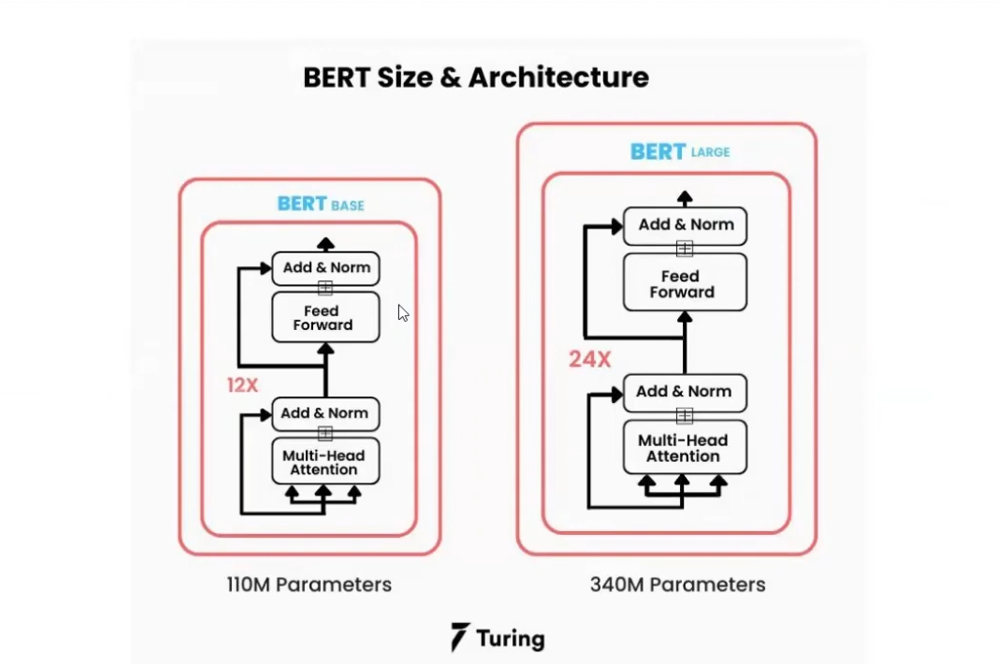 BERT Size & Architecture
BERT BASE
Add & Norm
Feed
Forward
12X
Add & Norm
Multi-Head
Attention
110M Parameters
BERT LARGE
Add & Norm
Feed
Forward
24X
Add & Norm
Multi-Head
Attention
340M Parameters
Turing